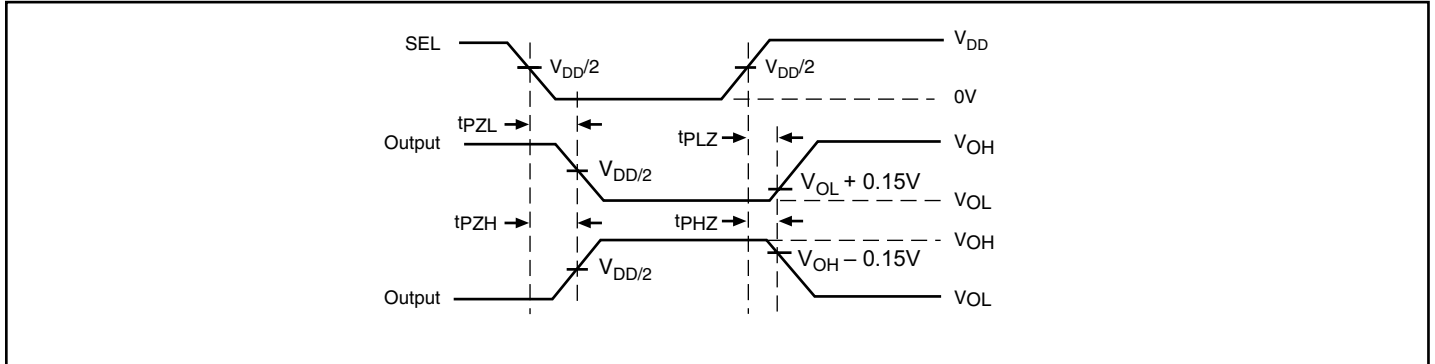 SEL
V_DD/2
V_DD/2
V_DD
0V
tPZL
tPLZ
Output
V_DD/2
V_OH
V_OL + 0.15V
V_OL
tPZH
tPHZ
V_OH
V_DD/2
V_OH – 0.15V
Output
V_OL